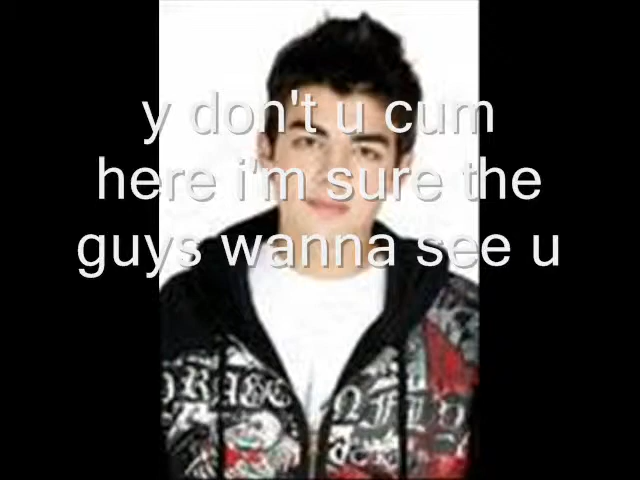 y don't u cum
here i'm sure the
guys wanna see u